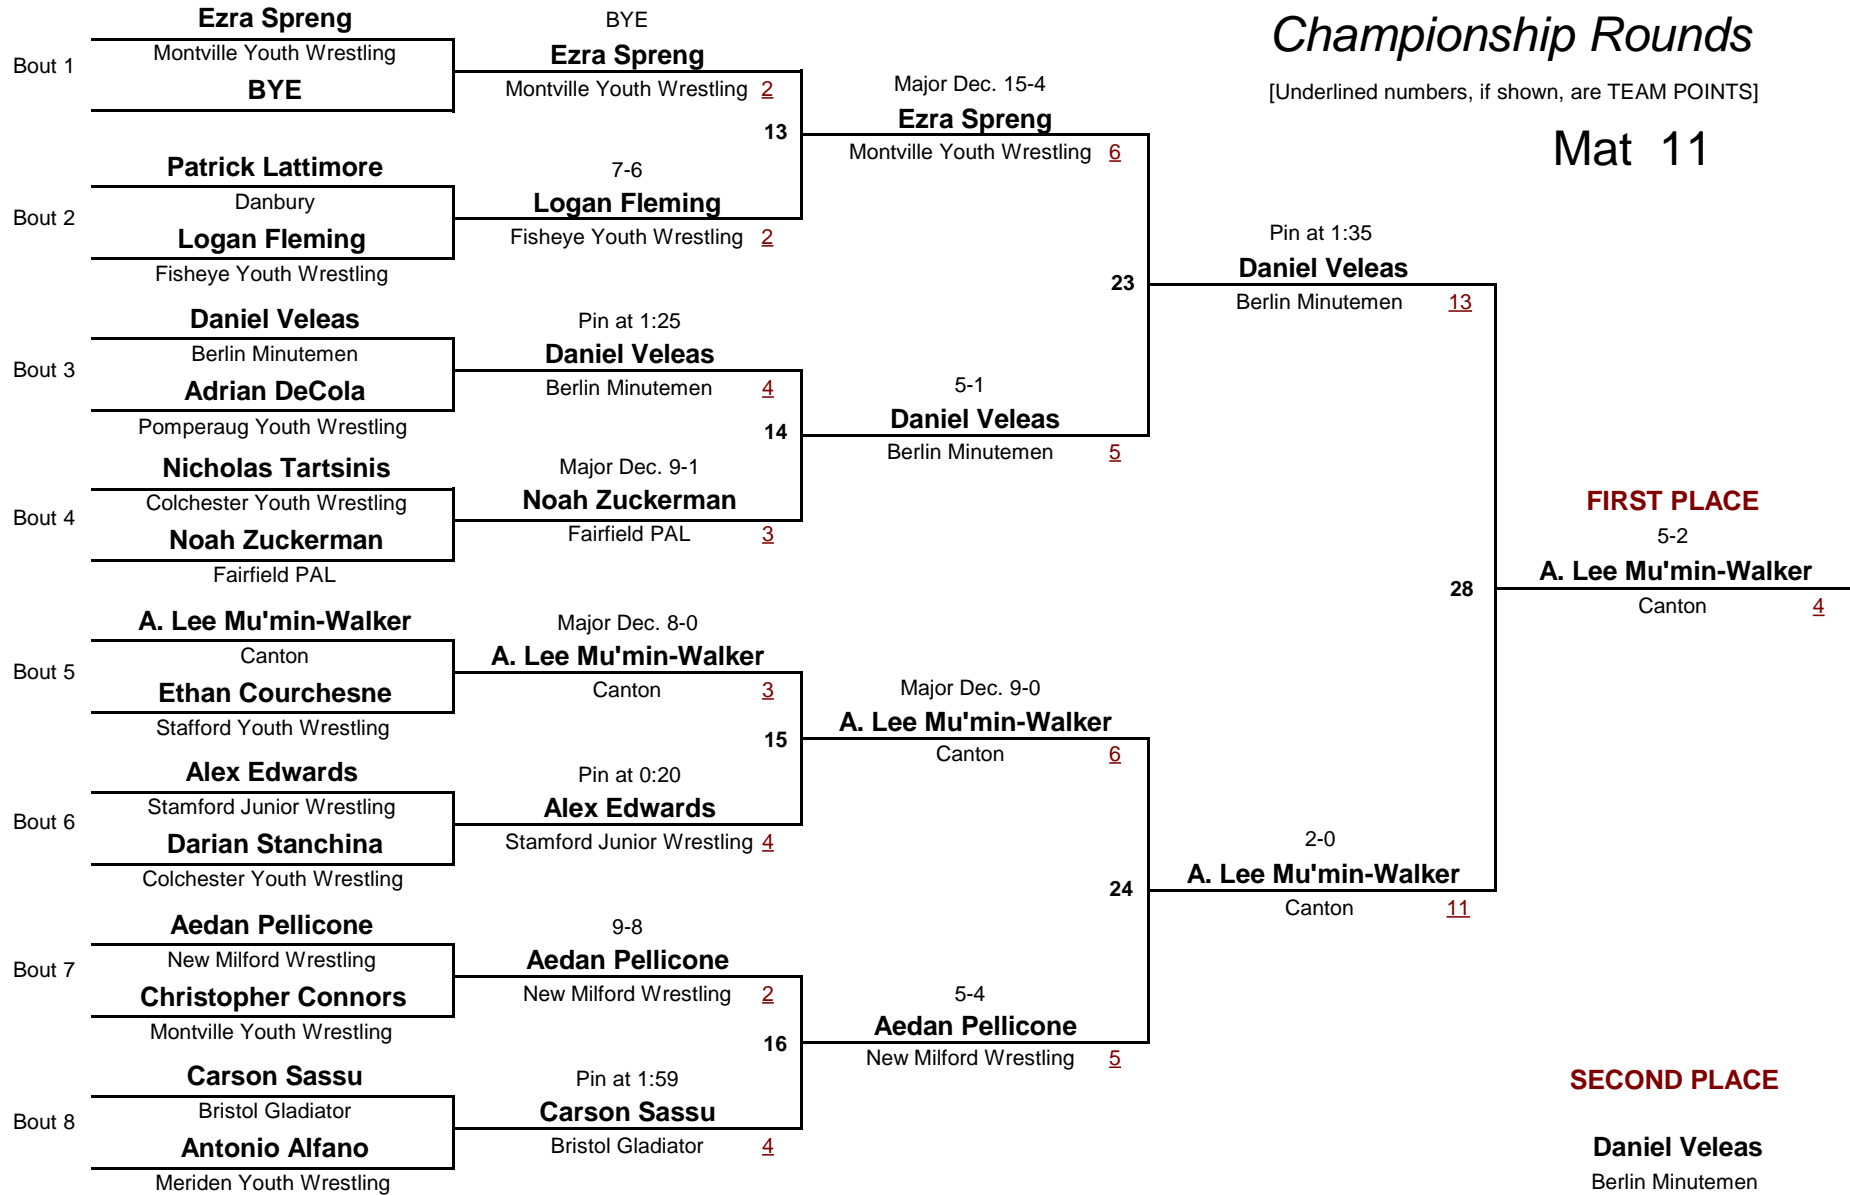 Championship Rounds
[Underlined numbers, if shown, are TEAM POINTS]
Mat 11
Bout 1
Ezra Spreng
Montville Youth Wrestling
BYE
Bout 2
Patrick Lattimore
Danbury
Logan Fleming
Fisheye Youth Wrestling
Bout 3
Daniel Veleas
Berlin Minutemen
Adrian DeCola
Pomperaug Youth Wrestling
Bout 4
Nicholas Tartsinis
Colchester Youth Wrestling
Noah Zuckerman
Fairfield PAL
Bout 5
A. Lee Mu'min-Walker
Canton
Ethan Courchesne
Stafford Youth Wrestling
Bout 6
Alex Edwards
Stamford Junior Wrestling
Darian Stanchina
Colchester Youth Wrestling
Bout 7
Aedan Pellicone
New Milford Wrestling
Christopher Connors
Montville Youth Wrestling
Bout 8
Carson Sassu
Bristol Gladiator
Antonio Alfano
Meriden Youth Wrestling
BYE
Ezra Spreng
Montville Youth Wrestling 2
13
7-6
Logan Fleming
Fisheye Youth Wrestling 2
Pin at 1:25
Daniel Veleas
Berlin Minutemen 4
14
Major Dec. 9-1
Noah Zuckerman
Fairfield PAL 3
Major Dec. 8-0
A. Lee Mu'min-Walker
Canton 3
15
Pin at 0:20
Alex Edwards
Stamford Junior Wrestling 4
9-8
Aedan Pellicone
New Milford Wrestling 2
16
Pin at 1:59
Carson Sassu
Bristol Gladiator 4
Major Dec. 15-4
Ezra Spreng
Montville Youth Wrestling 6
23
5-1
Daniel Veleas
Berlin Minutemen 5
Major Dec. 9-0
A. Lee Mu'min-Walker
Canton 6
24
5-4
Aedan Pellicone
New Milford Wrestling 5
Pin at 1:35
Daniel Veleas
Berlin Minutemen 13
28
2-0
A. Lee Mu'min-Walker
Canton 11
FIRST PLACE
5-2
A. Lee Mu'min-Walker
Canton 4
SECOND PLACE
Daniel Veleas
Berlin Minutemen